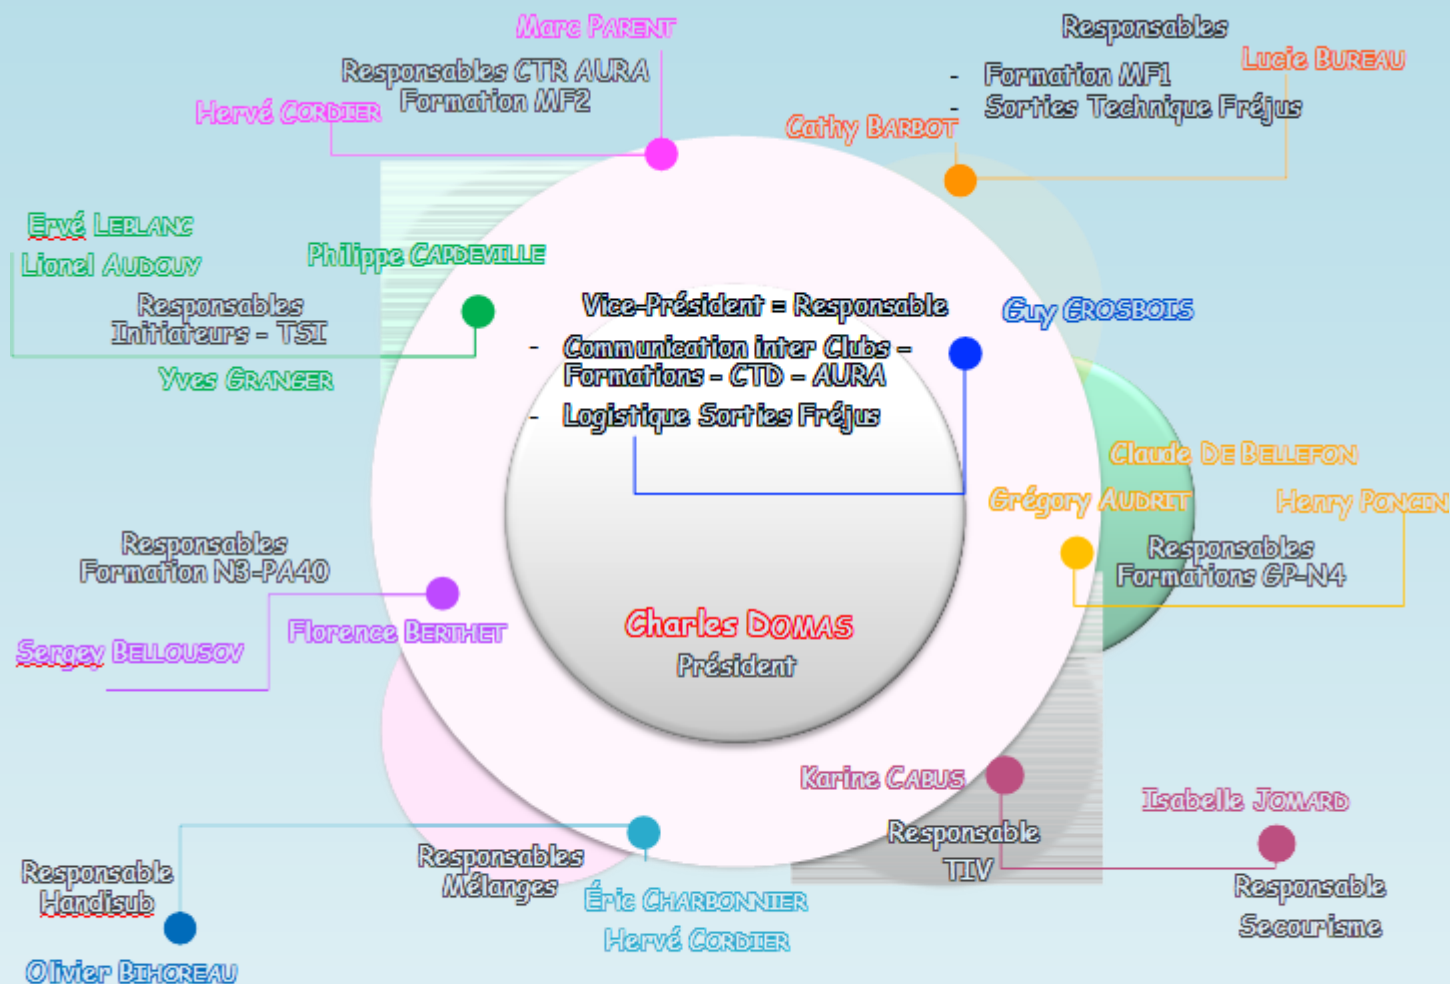 Marc PARENT
Responsables CTR AURA
Formation MF2
Hervé CORDIER
Responsables
Lucie BUREAU
- Formation MF1
- Sorties Technique Fréjus
Cathy BARBOT
Ervé LEBLANC
Lionel AUDOUY
Philippe CAPDEVILLE
Responsables
Initiateurs - TSI
Yves GRANGER
Vice-Président = Responsable
- Communication inter Clubs –
Formations - CTD – AURA
- Logistique Sorties Fréjus
Guy GROSBOIS
Claude DE BELLEFON
Grégory AUDRIT
Henry PONCIN
Responsables
Formations GP-N4
Responsables
Formation N3-PA40
Florence BERTHET
Sergey BELLOUSOV
Charles DOMAS
Président
Karine CABUS
Responsable
TIV
Isabelle JOMARD
Responsable
Secourisme
Responsables
Mélanges
Éric CHARBONNIER
Hervé CORDIER
Responsable
Handisub
Olivier BIHOREAU